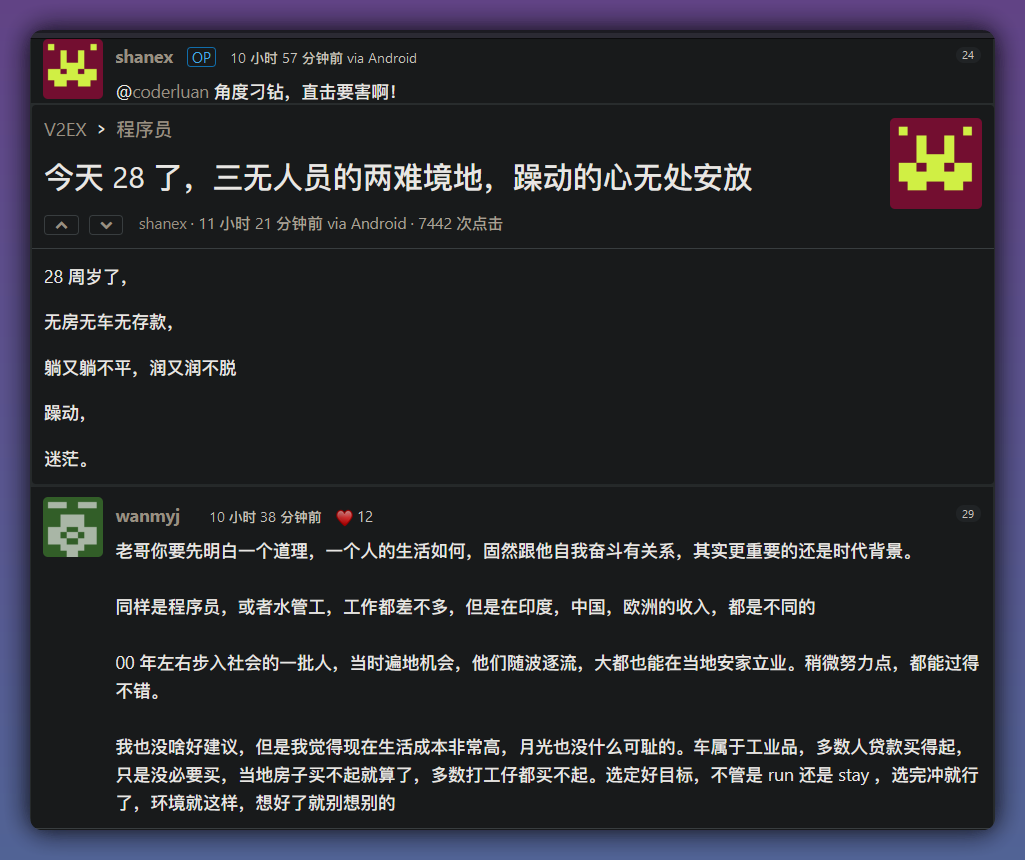 shanex OP 10 小时 57 分钟前 via Android 24
@coderluan 角度刁钻，直击要害啊！
V2EX › 程序员
今天 28 了，三无人员的两难境地，躁动的心无处安放
shanex · 11 小时 21 分钟前 via Android · 7442 次点击
28 周岁了，
无房无车无存款，
躺又躺不平，润又润不脱
躁动，
迷茫。
wanmyj 10 小时 38 分钟前 ❤️ 12 29
老哥你要先明白一个道理，一个人的生活如何，固然跟他自我奋斗有关系，其实更重要的还是时代背景。
同样是程序员，或者水管工，工作都差不多，但是在印度，中国，欧洲的收入，都是不同的
00 年左右步入社会的一批人，当时遍地机会，他们随波逐流，大都也能在当地安家立业。稍微努力点，都能过得
不错。
我也没啥好建议，但是我觉得现在生活成本非常高，月光也没什么可耻的。车属于工业品，多数人贷款买得起，
只是没必要买，当地房子买不起就算了，多数打工仔都买不起。选定好目标，不管是 run 还是 stay ，选完冲就行
了，环境就这样，想好了就别想别的